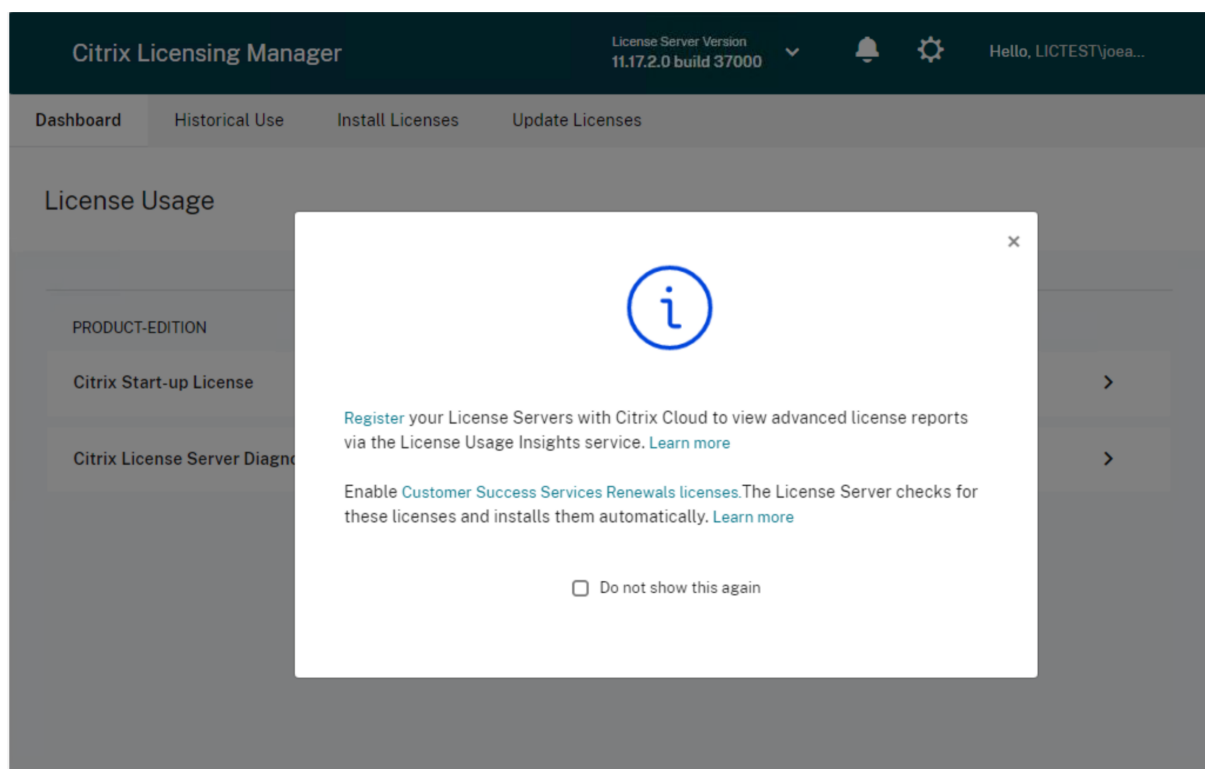 Citrix Licensing Manager
License Server Version
11.17.2.0 build 37000
Hello, LICTEST\joea...
Dashboard
Historical Use
Install Licenses
Update Licenses
License Usage
PRODUCT-EDITION
Citrix Start-up License
Citrix License Server Diagno
Register your License Servers with Citrix Cloud to view advanced license reports
via the License Usage Insights service. Learn more
Enable Customer Success Services Renewals licenses.The License Server checks for
these licenses and installs them automatically. Learn more
Do not show this again